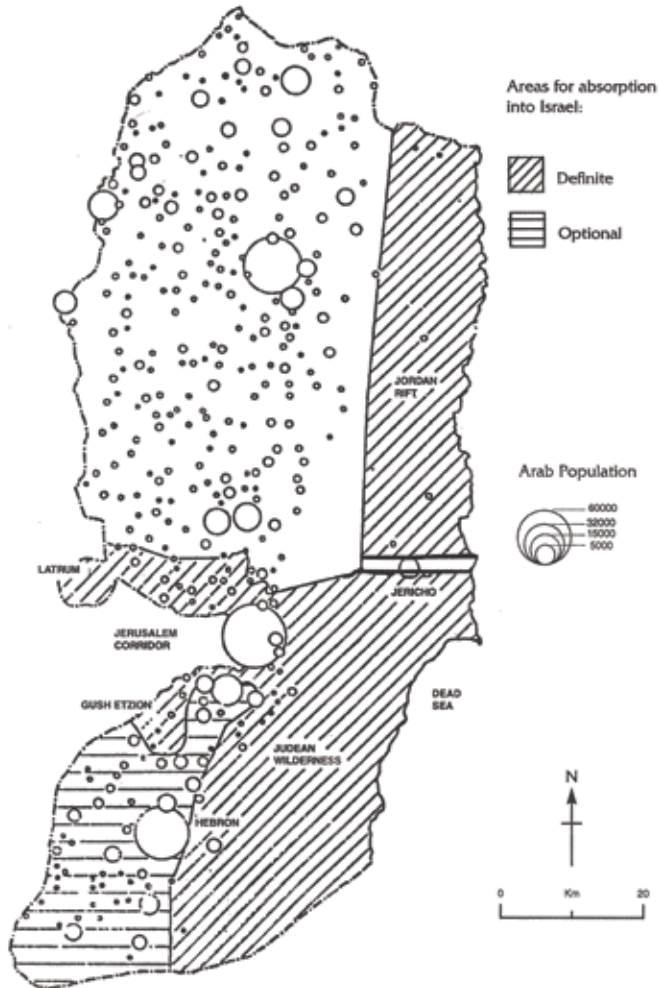 Areas for absorption
into Israel:
Definite
Optional
JORDAN
RIFT
Arab Population
60000
32000
15000
5000
LATRUM
JERICHO
JERUSALEM
CORRIDOR
GUSH ETZION
DEAD
SEA
JUDEAN
WILDERNESS
HEBRON
N
0
Km
20